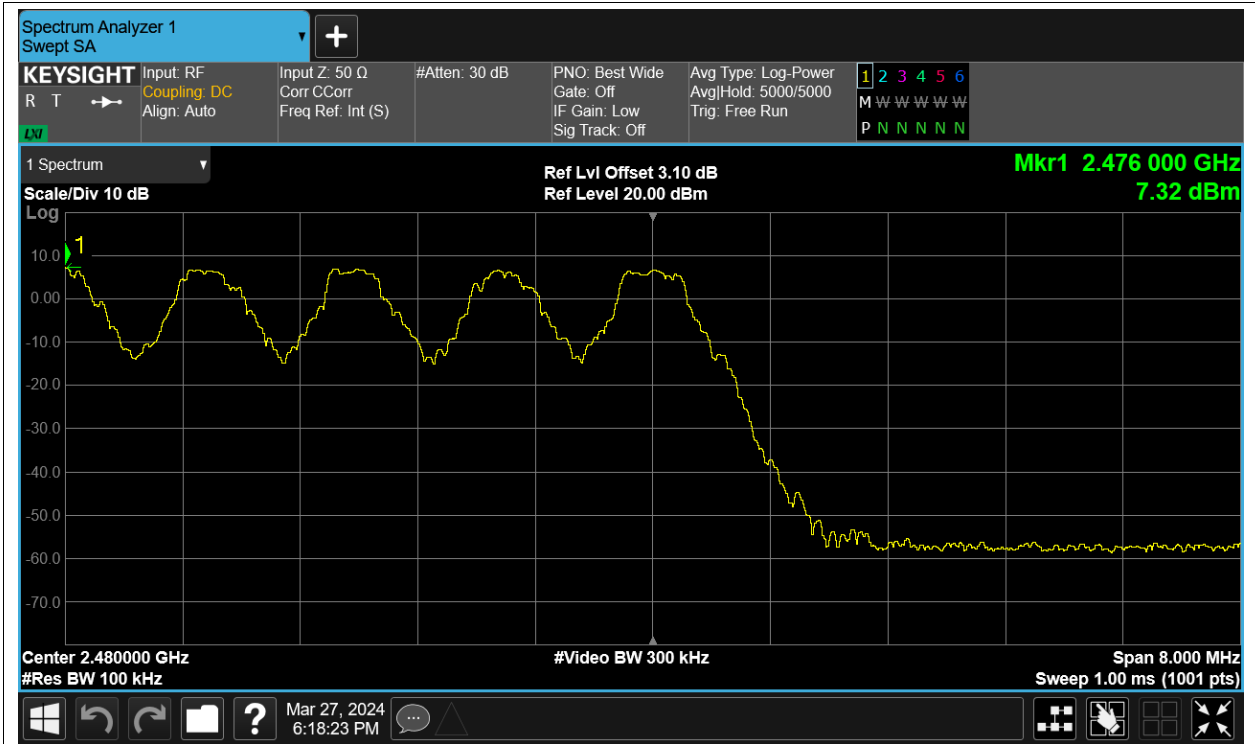 Spectrum Analyzer 1
Swept SA
KEYSIGHT
R T
LXI
Input: RF
Coupling: DC
Align: Auto
Input Z: 50 Ω
Corr CCorr
Freq Ref: Int (S)
#Atten: 30 dB
PNO: Best Wide
Gate: Off
IF Gain: Low
Sig Track: Off
Avg Type: Log-Power
Avg|Hold: 5000/5000
Trig: Free Run
1 2 3 4 5 6
M W W W W W
P N N N N N
1 Spectrum
Scale/Div 10 dB
Log
Ref Lvl Offset 3.10 dB
Ref Level 20.00 dBm
Mkr1 2.476 000 GHz
7.32 dBm
1
10.0
0.00
-10.0
-20.0
-30.0
-40.0
-50.0
-60.0
-70.0
Center 2.480000 GHz
#Res BW 100 kHz
#Video BW 300 kHz
Span 8.000 MHz
Sweep 1.00 ms (1001 pts)
?
Mar 27, 2024
6:18:23 PM